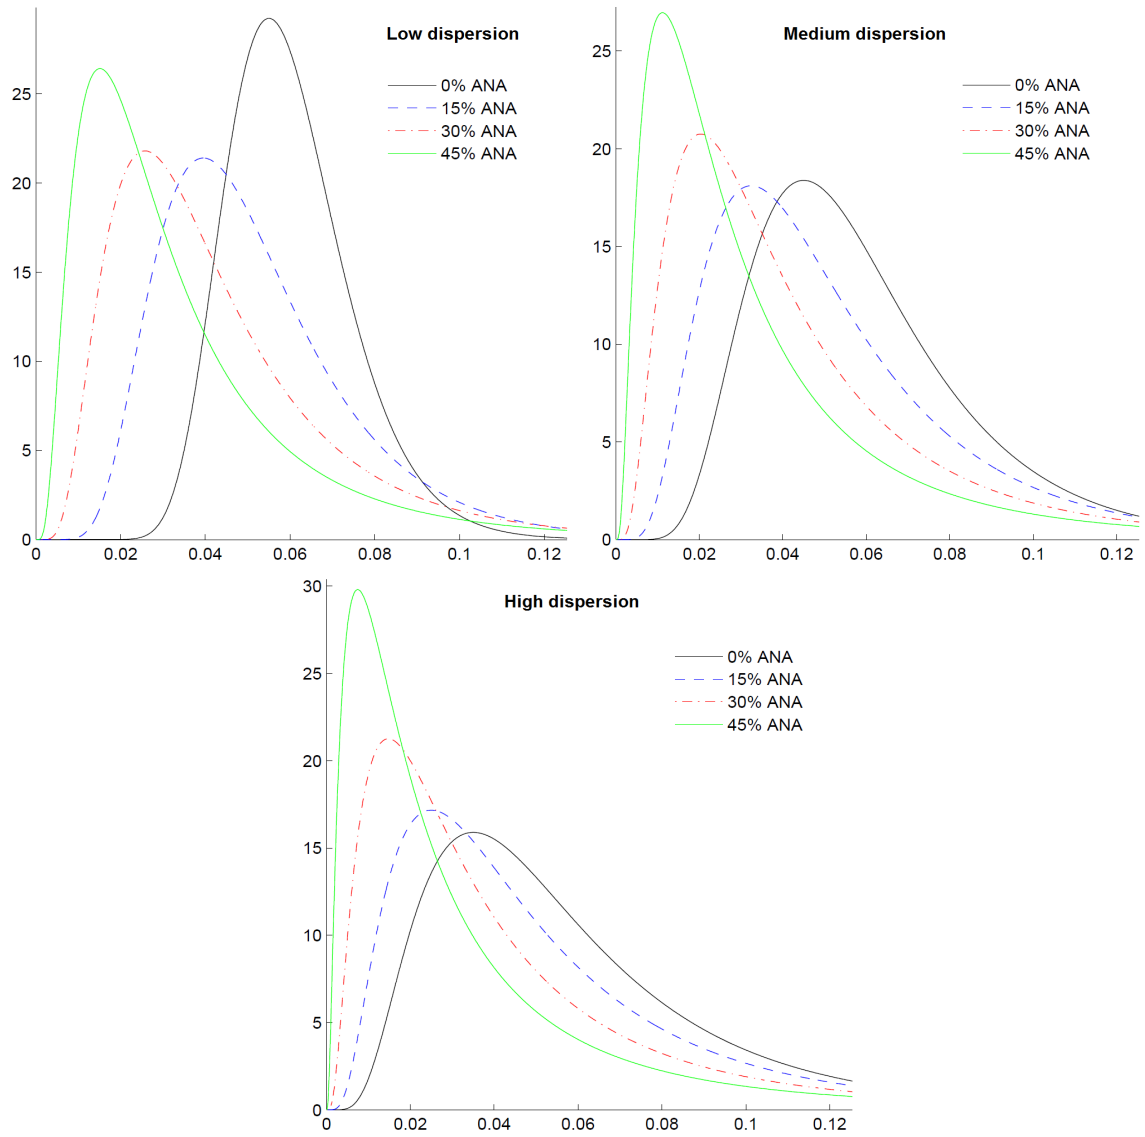 Low dispersion
0% ANA
15% ANA
30% ANA
45% ANA
25
20
15
10
5
0
0 0.02 0.04 0.06 0.08 0.1 0.12
Medium dispersion
0% ANA
15% ANA
30% ANA
45% ANA
25
20
15
10
5
0
0 0.02 0.04 0.06 0.08 0.1 0.12
High dispersion
0% ANA
15% ANA
30% ANA
45% ANA
30
25
20
15
10
5
0
0 0.02 0.04 0.06 0.08 0.1 0.12